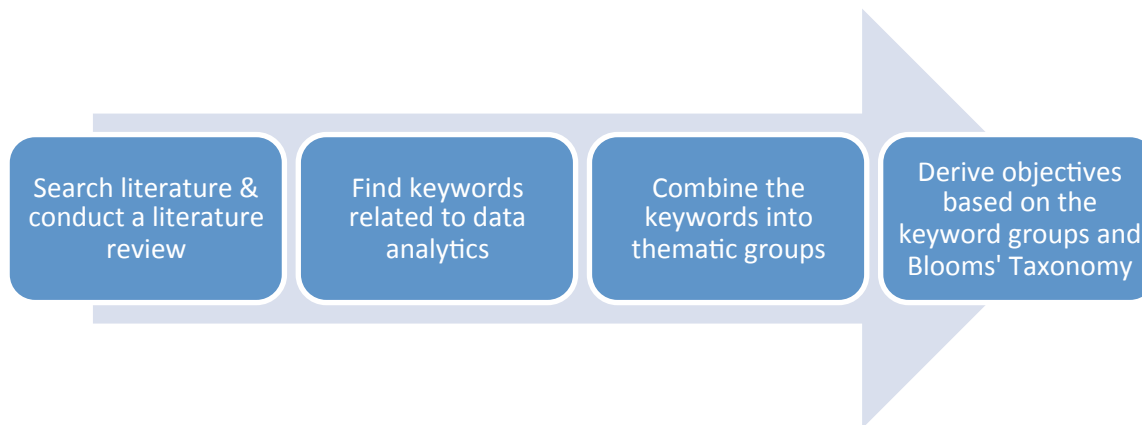 Search literature &
conduct a literature
review
Find keywords
related to data
analytics
Combine the
keywords into
thematic groups
Derive objectives
based on the
keyword groups and
Blooms' Taxonomy